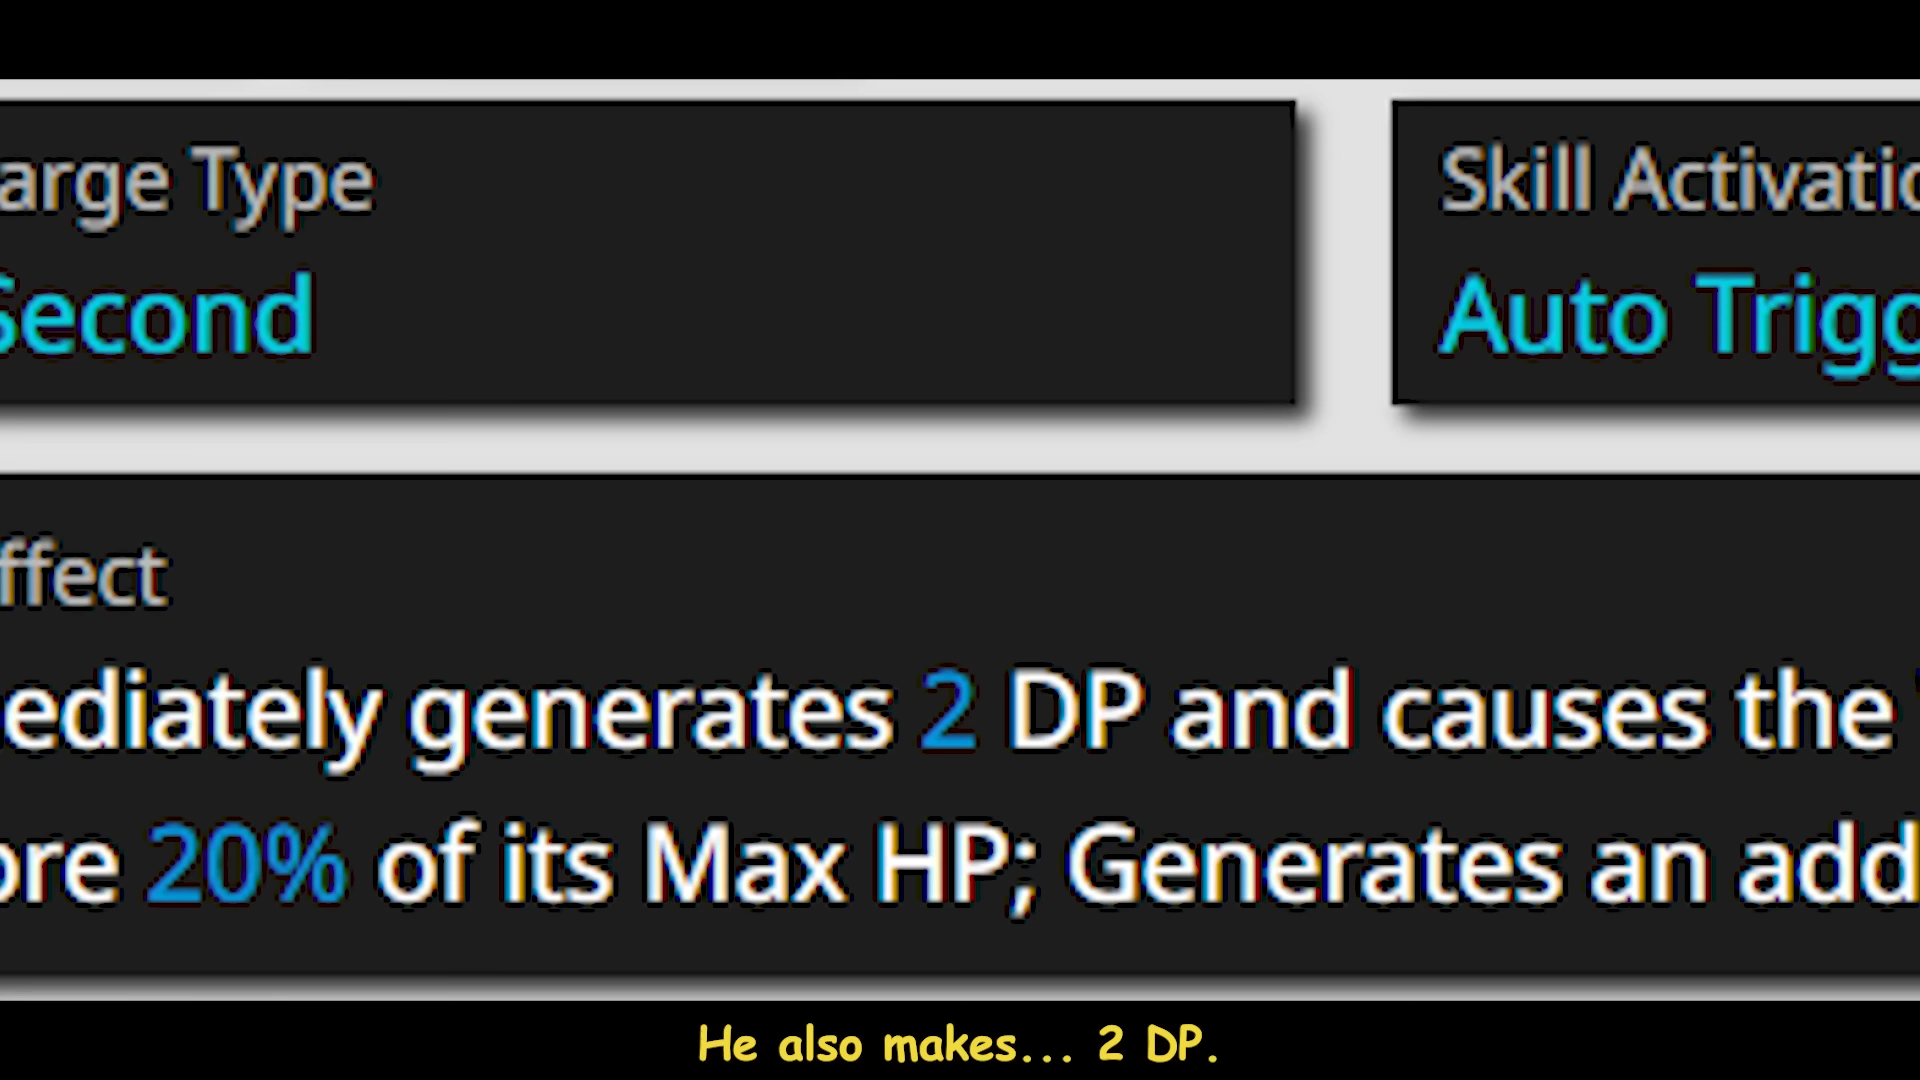 arge Type
Second
Skill Activatio
Auto Trigg
ffect
ediately generates 2 DP and causes the
ore 20% of its Max HP; Generates an add
He also makes... 2 DP.